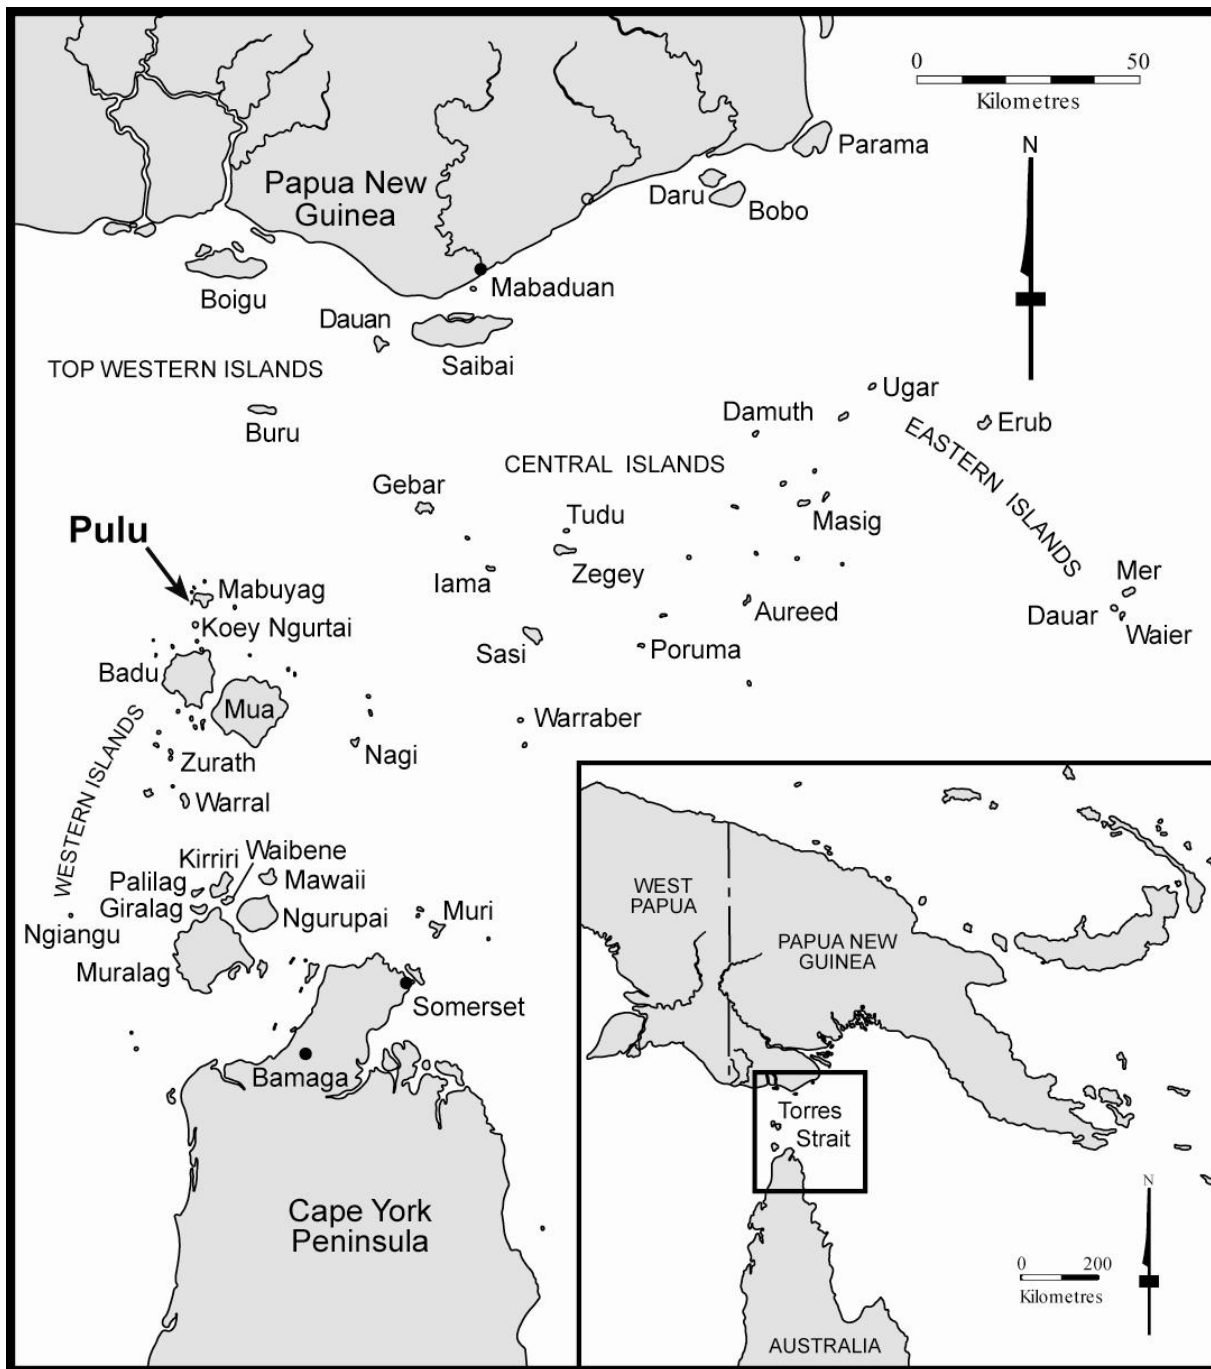 0 50
Kilometres
N
Parama
Papua New
Guinea
Daru
Bobo
Mabaduan
Boigu
Dauan
Saibai
TOP WESTERN ISLANDS
Ugar
Damuth
Erub
Buru
EASTERN ISLANDS
CENTRAL ISLANDS
Gebar
Tudu
Masig
Pulu
Zegey
Iama
Mer
Mabuyag
Aureed
Dauar
Koey Ngurtai
Waier
Sasi
Poruma
Badu
Mua
Warraber
Nagi
Zurath
WESTERN ISLANDS
Warral
Waibene
Kirriri
Palilag
Mawaii
Giralag
Ngurupai
Muri
Ngiangu
Muralag
Somerset
Bamaga
Cape York
Peninsula
WEST
PAPUA
PAPUA NEW
GUINEA
Torres
Strait
N
0 200
Kilometres
AUSTRALIA